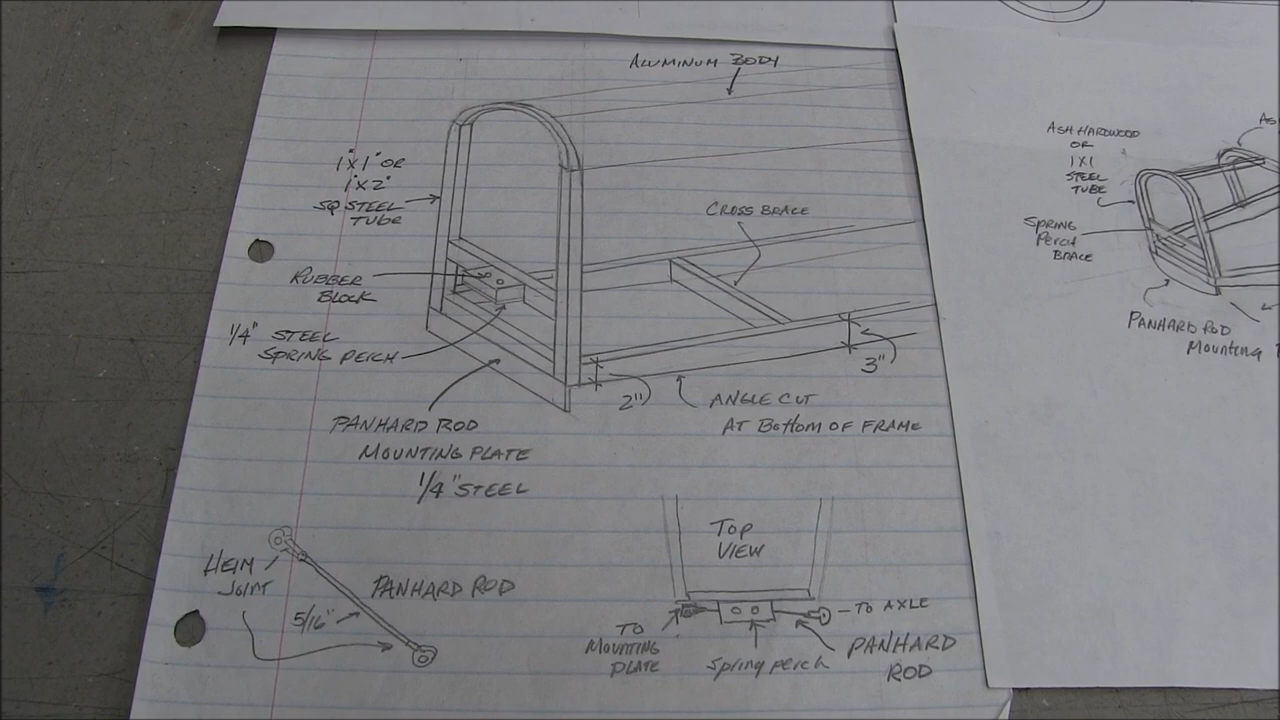 ALUMINUM BODY
1"X1" OR
1"X2"
SQ STEEL
TUBE
CROSS BRACE
RUBBER
BLOCK
1/4" STEEL
SPRING PERCH
2"
3"
ANGLE CUT
AT BOTTOM OF FRAME
PANHARD ROD
MOUNTING PLATE
1/4" STEEL
HEIM
JOINT
5/16"
PANHARD ROD
TOP
VIEW
TO
MOUNTING
PLATE
Spring perch
TO AXLE
PANHARD
ROD
ASH HARDWOOD
OR
1X1
STEEL
TUBE
SPRING
PERCH
BRACE
PANHARD ROD
MOUNTING